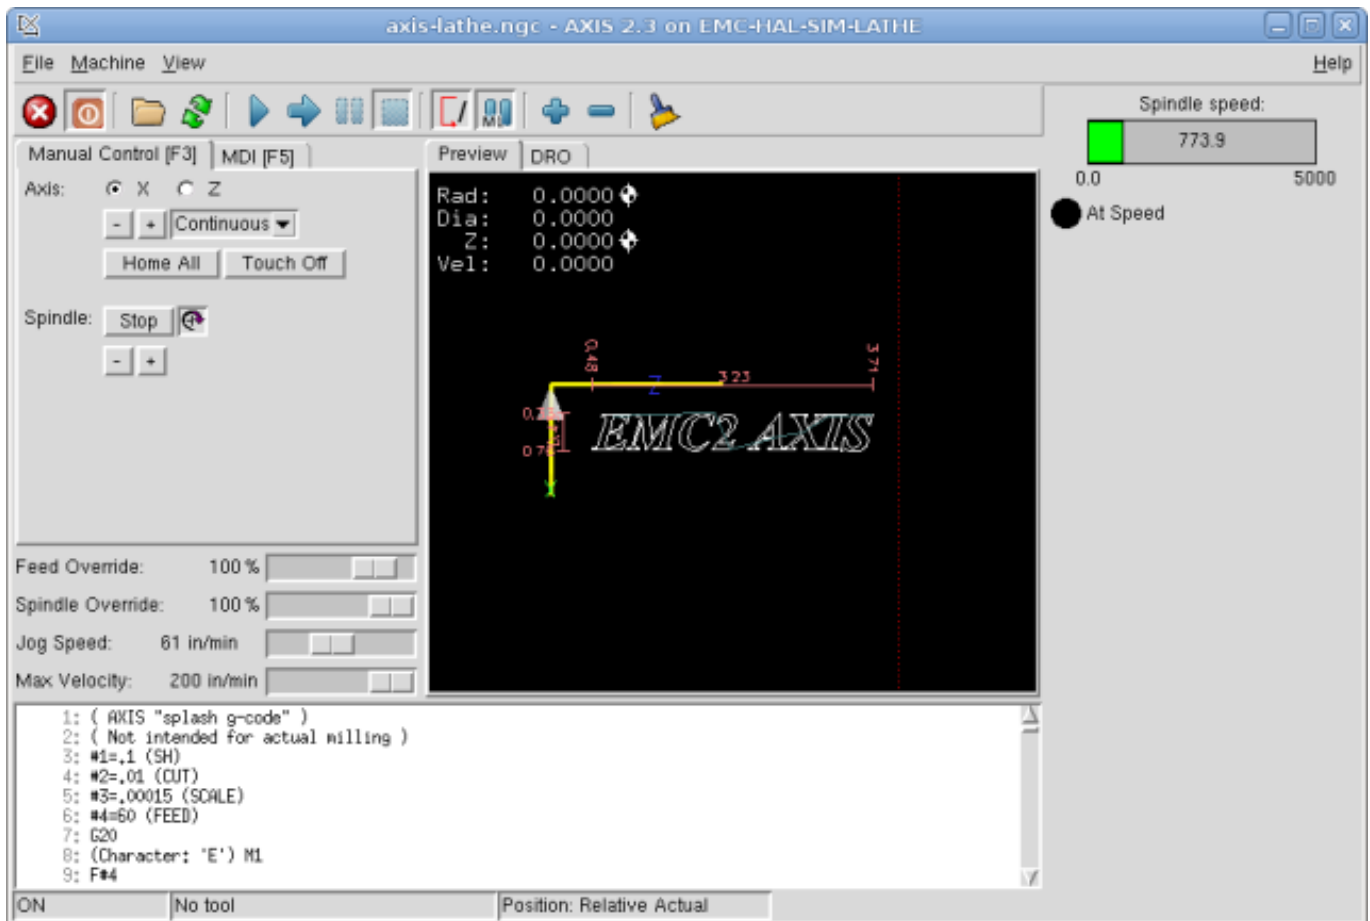 axis-lathe.ngc - AXIS 2.3 on EMC-HAL-SIM-LATHE
File Machine View Help
Manual Control [F3] MDI [F5]
Axis: X Z
- + Continuous
Home All Touch Off
Spindle: Stop
- +
Feed Override: 100 %
Spindle Override: 100 %
Jog Speed: 61 in/min
Max Velocity: 200 in/min
Preview DRO
Rad: 0.0000
Dia: 0.0000
Z: 0.0000
Vel: 0.0000
0.48 3.71
Z 3.23
EMC2 AXIS
Spindle speed:
773.9
0.0 5000
At Speed
1: ( AXIS "splash g-code" )
2: ( Not intended for actual milling )
3: #1=.1 (SH)
4: #2=.01 (CUT)
5: #3=.00015 (SCALE)
6: #4=60 (FEED)
7: G20
8: (Character: 'E') M1
9: F#4
ON No tool Position: Relative Actual